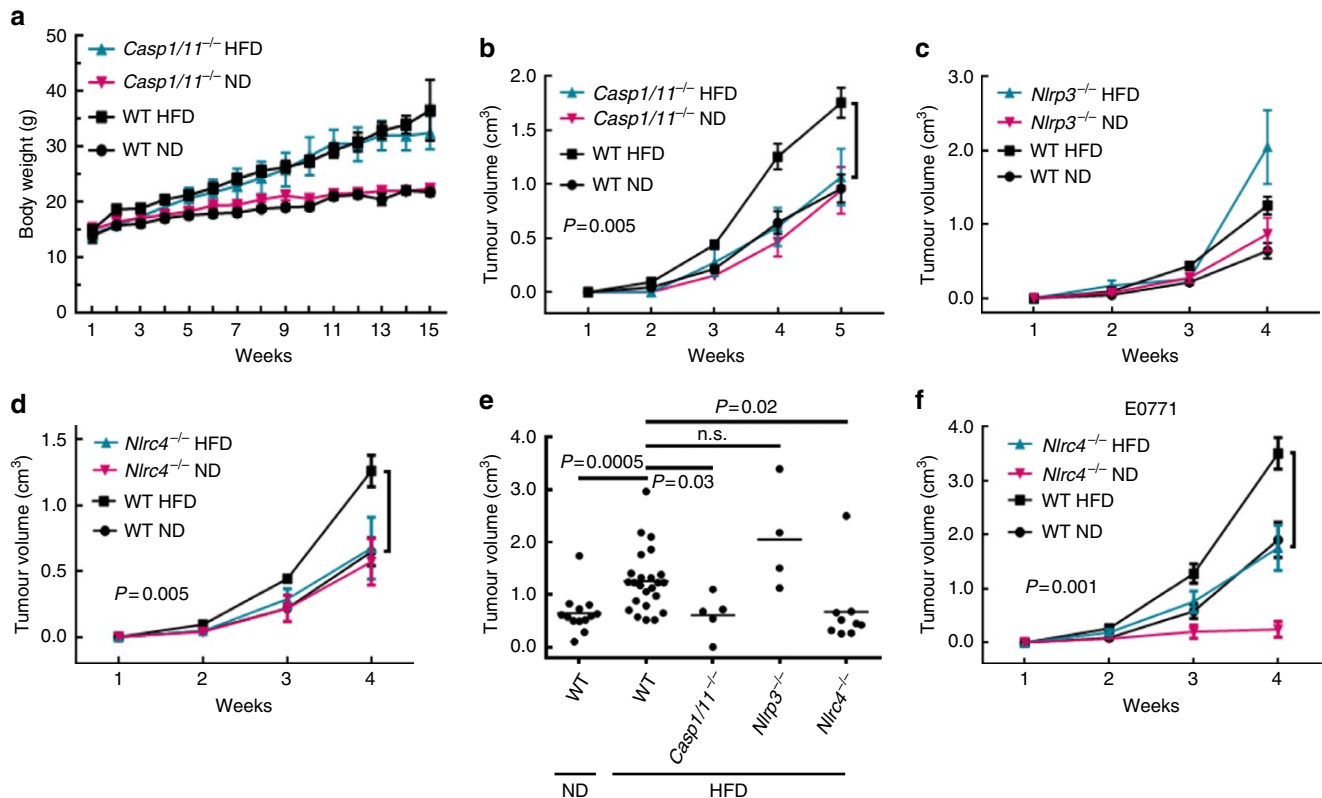 a
Body weight (g)
50
40
30
20
10
0
Casp1/11–/– HFD
Casp1/11–/– ND
WT HFD
WT ND
1 3 5 7 9 11 13 15
Weeks
b
Tumour volume (cm3)
2.0
1.5
1.0
0.5
0.0
Casp1/11–/– HFD
Casp1/11–/– ND
WT HFD
WT ND
P=0.005
1 2 3 4 5
Weeks
c
Tumour volume (cm3)
3.0
2.0
1.0
0.0
Nlrp3–/– HFD
Nlrp3–/– ND
WT HFD
WT ND
1 2 3 4
Weeks
d
Tumour volume (cm3)
1.5
1.0
0.5
0.0
Nlrc4–/– HFD
Nlrc4–/– ND
WT HFD
WT ND
P=0.005
1 2 3 4
Weeks
e
Tumour volume (cm3)
4.0
3.0
2.0
1.0
0.0
P=0.02
n.s.
P=0.0005
P=0.03
WT
WT
Casp1/11–/–
Nlrp3–/–
Nlrc4–/–
ND
HFD
f
E0771
Tumour volume (cm3)
4.0
3.0
2.0
1.0
0.0
Nlrc4–/– HFD
Nlrc4–/– ND
WT HFD
WT ND
P=0.001
1 2 3 4
Weeks